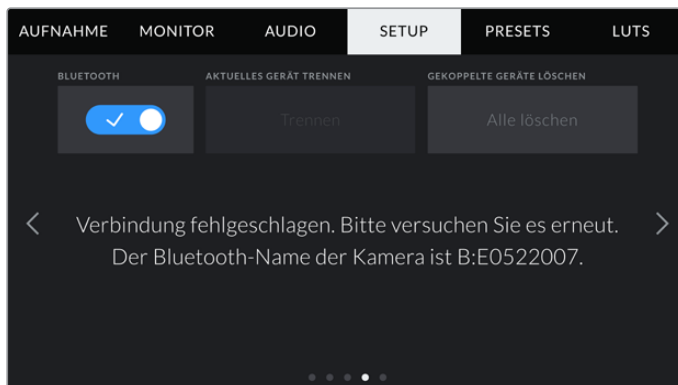 AUFNAHME MONITOR AUDIO SETUP PRESETS LUTS
BLUETOOTH AKTUELLES GERÄT TRENNEN GEKOPPELTE GERÄTE LÖSCHEN
Trennen Alle löschen
Verbindung fehlgeschlagen. Bitte versuchen Sie es erneut.
Der Bluetooth-Name der Kamera ist B:E0522007.